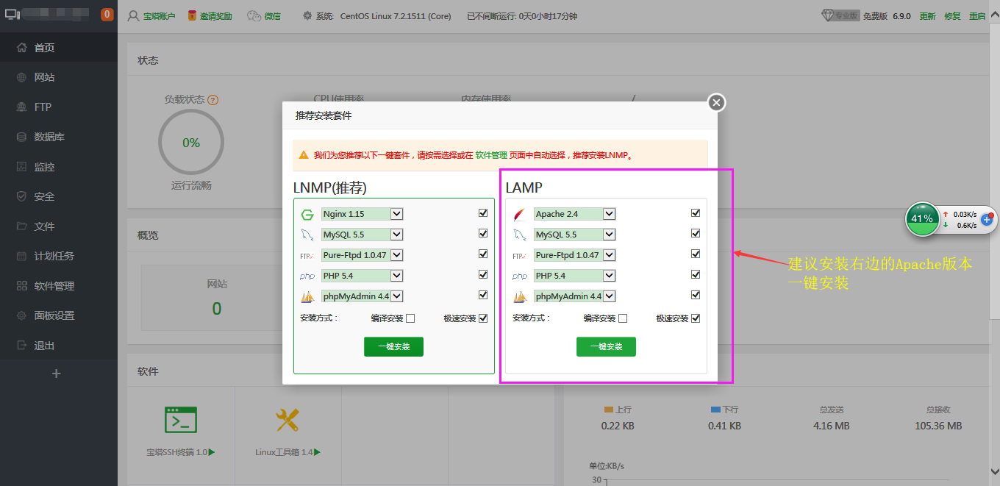 0
宝塔账户
邀请奖励
微信
系统: CentOS Linux 7.2.1511 (Core)
已不间断运行: 0天0小时17分钟
专业版
免费版
6.9.0
更新
修复
重启
首页
网站
FTP
数据库
监控
安全
文件
计划任务
软件管理
面板设置
退出
+
状态
负载状态 ?
CPU使用率
内存使用率
/
0%
运行流畅
推荐安装套件
我们为您推荐以下一键套件，请按需选择或在 软件管理 页面中自动选择，推荐安装LNMP。
LNMP(推荐)
Nginx 1.15
MySQL 5.5
FTP
Pure-Ftpd 1.0.47
php
PHP 5.4
phpMyAdmin 4.4
安装方式：
编译安装
极速安装
一键安装
LAMP
Apache 2.4
MySQL 5.5
FTP
Pure-Ftpd 1.0.47
php
PHP 5.4
phpMyAdmin 4.4
安装方式：
编译安装
极速安装
一键安装
建议安装右边的Apache版本
一键安装
41%
0.03K/s
0.6K/s
概览
网站
0
软件
宝塔SSH终端 1.0
Linux工具箱 1.4
上行
0.22 KB
下行
0.41 KB
总发送
4.16 MB
总接收
105.36 MB
单位:KB/s
30